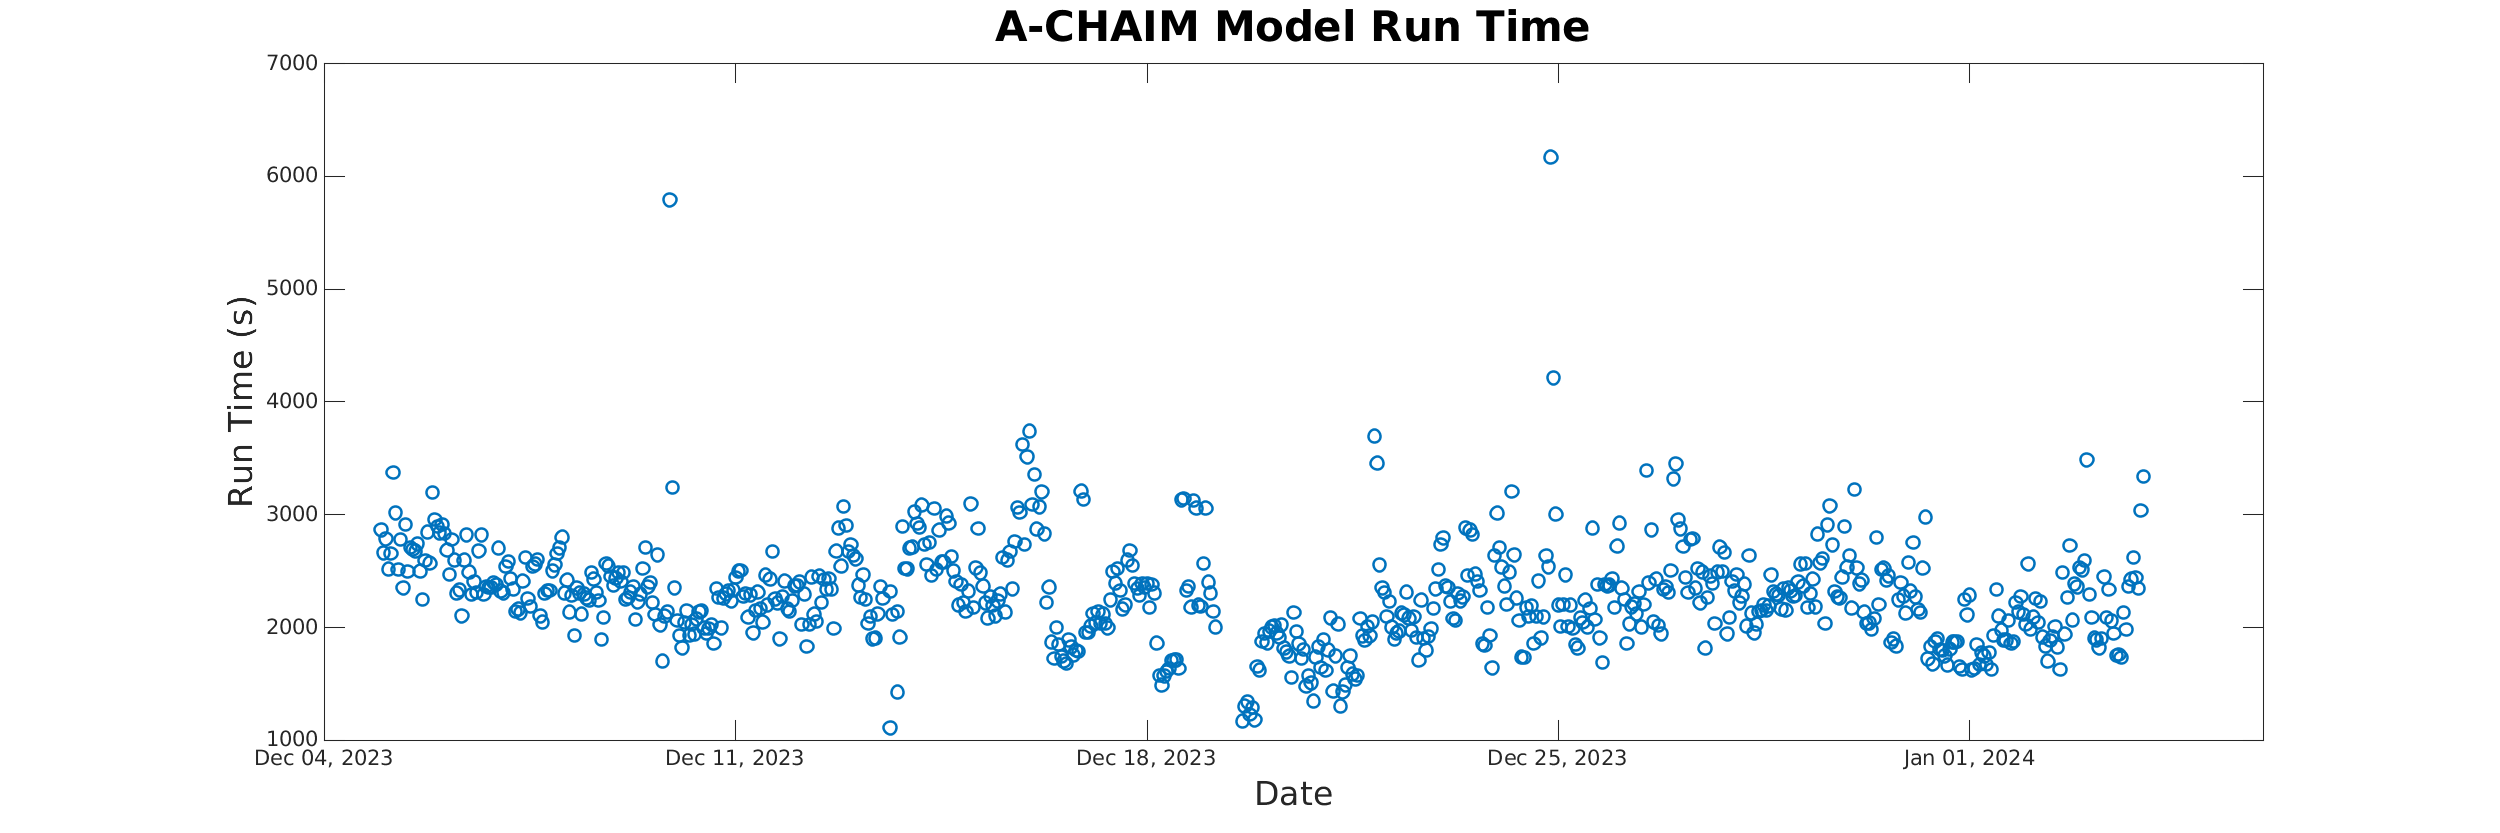 A-CHAIM Model Run Time
7000
6000
5000
4000
3000
2000
1000
Run Time (s)
Dec 04, 2023
Dec 11, 2023
Dec 18, 2023
Dec 25, 2023
Jan 01, 2024
Date